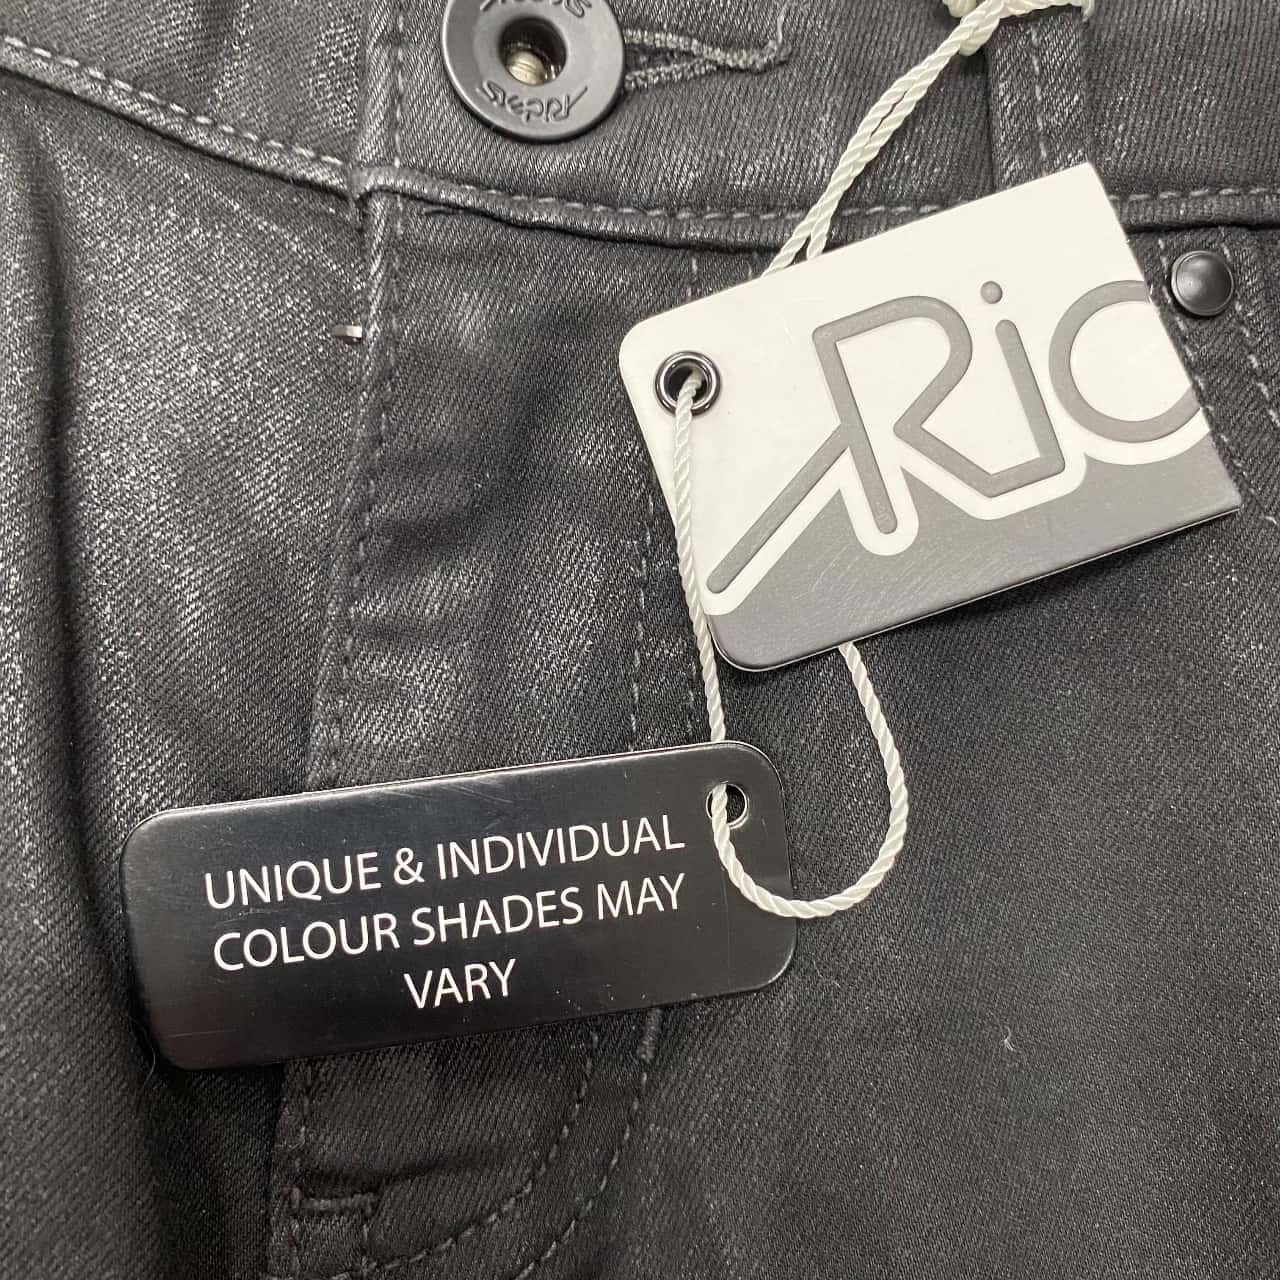 Ric
UNIQUE & INDIVIDUAL
COLOUR SHADES MAY
VARY